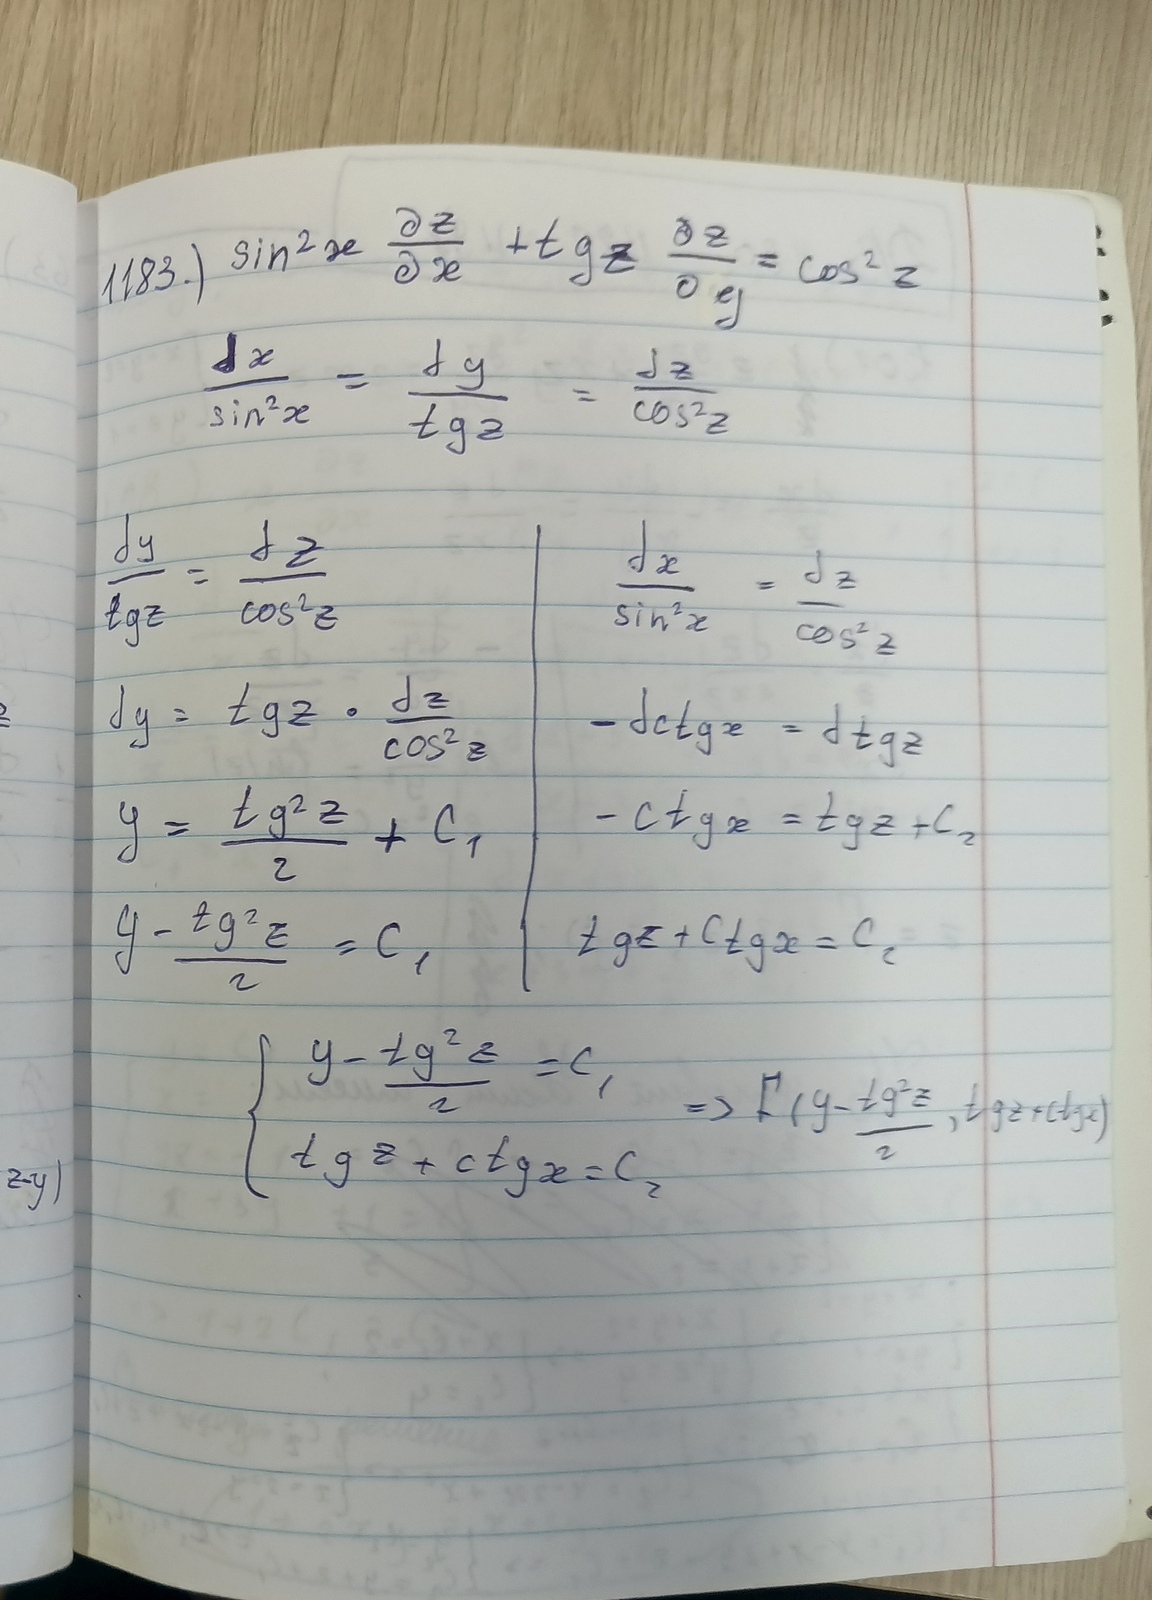 1183.) sin²x ∂z/∂x + tgz ∂z/∂y = cos²z
dx/sin²x = dy/tgz = dz/cos²z
dy/tgz = dz/cos²z
dy = tgz · dz/cos²z
y = tg²z/2 + C₁
y - tg²z/2 = C₁
dx/sin²x = dz/cos²z
-dctgx = dtgz
-ctgx = tgz + C₂
tgz + ctgx = C₂
{ y - tg²z/2 = C₁
tgz + ctgx = C₂
=> F(y - tg²z/2, tgz + ctgx)
z-y)